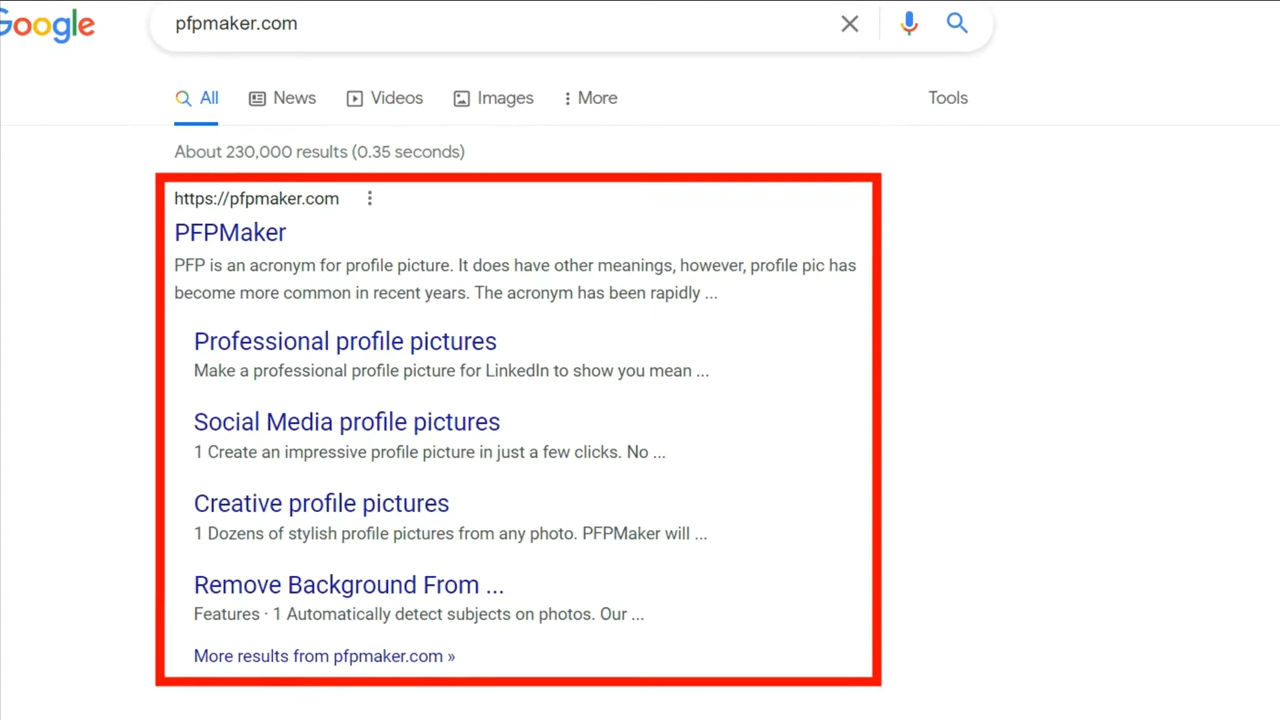 Google
pfpmaker.com
All News Videos Images More Tools
About 230,000 results (0.35 seconds)
https://pfpmaker.com
PFPMaker
PFP is an acronym for profile picture. It does have other meanings, however, profile pic has
become more common in recent years. The acronym has been rapidly ...
Professional profile pictures
Make a professional profile picture for LinkedIn to show you mean ...
Social Media profile pictures
1 Create an impressive profile picture in just a few clicks. No ...
Creative profile pictures
1 Dozens of stylish profile pictures from any photo. PFPMaker will ...
Remove Background From ...
Features · 1 Automatically detect subjects on photos. Our ...
More results from pfpmaker.com »